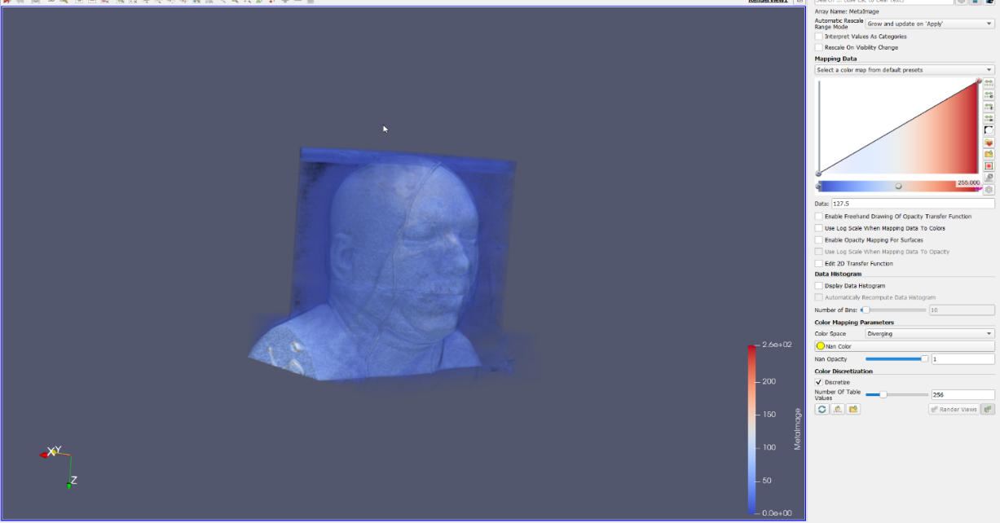 RenderView1
Search ... (use Esc to clear text)
Array Name: MetaImage
Automatic Rescale
Range Mode
Grow and update on 'Apply'
Interpret Values As Categories
Rescale On Visibility Change
Mapping Data
Select a color map from default presets
255.000
Data: 127.5
Enable Freehand Drawing Of Opacity Transfer Function
Use Log Scale When Mapping Data To Colors
Enable Opacity Mapping For Surfaces
Use Log Scale When Mapping Data To Opacity
Edit 2D Transfer Function
Data Histogram
Display Data Histogram
Automatically Recompute Data Histogram
Number of Bins: 10
Color Mapping Parameters
Color Space Diverging
Nan Color
Nan Opacity 1
Color Discretization
Discretize
Number Of Table
Values
256
Render Views
2.6e+02
200
150
100
50
0.0e+00
MetaImage
X
Y
Z